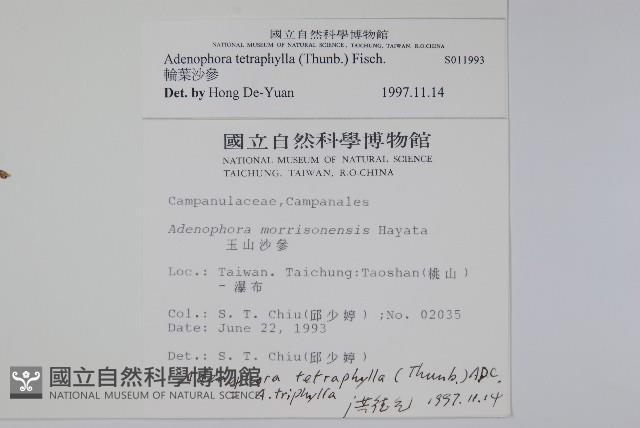 國立自然科學博物館
NATIONAL MUSEUM OF NATURAL SCIENCE, TAICHUNG, TAIWAN, R.O.CHINA
Adenophora tetraphylla (Thunb.) Fisch. S011993
輪葉沙參
Det. by Hong De-Yuan 1997.11.14
國立自然科學博物館
NATIONAL MUSEUM OF NATURAL SCIENCE
TAICHUNG, TAIWAN, R.O.CHINA
Campanulaceae,Campanales
Adenophora morrisonensis Hayata
玉山沙參
Loc.: Taiwan. Taichung:Taoshan(桃山)
-瀑布
Col.: S. T. Chiu(邱少婷) ;No. 02035
Date: June 22, 1993
Det.: S. T. Chiu(邱少婷)
Adenophora tetraphylla (Thunb.) ADC.
= A. triphylla 洪德元 1997.11.14
國立自然科學博物館
NATIONAL MUSEUM OF NATURAL SCIENCE